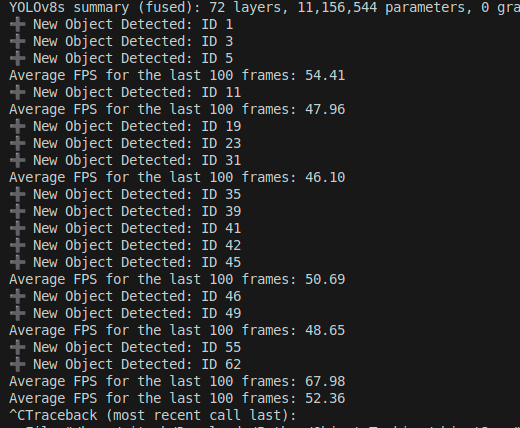 YOLOv8s summary (fused): 72 layers, 11,156,544 parameters, 0 gra
➕ New Object Detected: ID 1
➕ New Object Detected: ID 3
➕ New Object Detected: ID 5
Average FPS for the last 100 frames: 54.41
➕ New Object Detected: ID 11
Average FPS for the last 100 frames: 47.96
➕ New Object Detected: ID 19
➕ New Object Detected: ID 23
➕ New Object Detected: ID 31
Average FPS for the last 100 frames: 46.10
➕ New Object Detected: ID 35
➕ New Object Detected: ID 39
➕ New Object Detected: ID 41
➕ New Object Detected: ID 42
➕ New Object Detected: ID 45
Average FPS for the last 100 frames: 50.69
➕ New Object Detected: ID 46
➕ New Object Detected: ID 49
Average FPS for the last 100 frames: 48.65
➕ New Object Detected: ID 55
➕ New Object Detected: ID 62
Average FPS for the last 100 frames: 67.98
Average FPS for the last 100 frames: 52.36
^CTraceback (most recent call last):